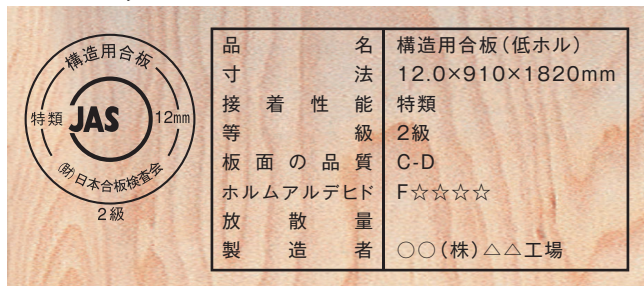 構造用合板
特類 JAS 12mm
(財)日本合板検査会
2級
品名 構造用合板(低ホル)
寸法 12.0×910×1820mm
接着性能 特類
等級 2級
板面の品質 C-D
ホルムアルデヒド F☆☆☆☆
放散量
製造者 ○○(株)△△工場